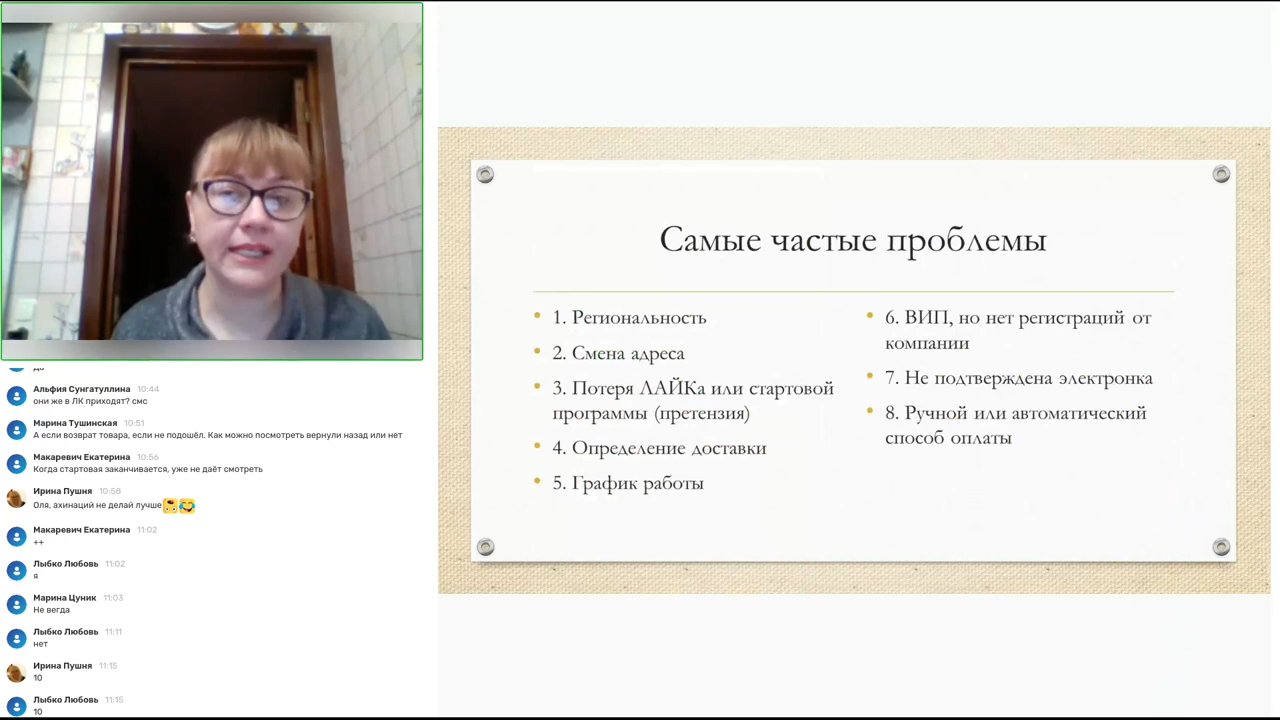 Самые частые проблемы
1. Региональность
2. Смена адреса
3. Потеря ЛАЙКа или стартовой
программы (претензия)
4. Определение доставки
5. График работы
6. ВИП, но нет регистраций от
компании
7. Не подтверждена электронка
8. Ручной или автоматический
способ оплаты
Альфия Сунгатуллина 10:44
они же в ЛК приходят? смс
Марина Тушинская 10:51
А если возврат товара, если не подошёл. Как можно посмотреть вернули назад или нет
Макаревич Екатерина 10:56
Когда стартовая заканчивается, уже не даёт смотреть
Ирина Пушня 10:58
Оля, ахинаций не делай лучше
Макаревич Екатерина 11:02
++
Лыбко Любовь 11:02
я
Марина Цуник 11:03
Не вегда
Лыбко Любовь 11:11
нет
Ирина Пушня 11:15
10
Лыбко Любовь 11:15
10